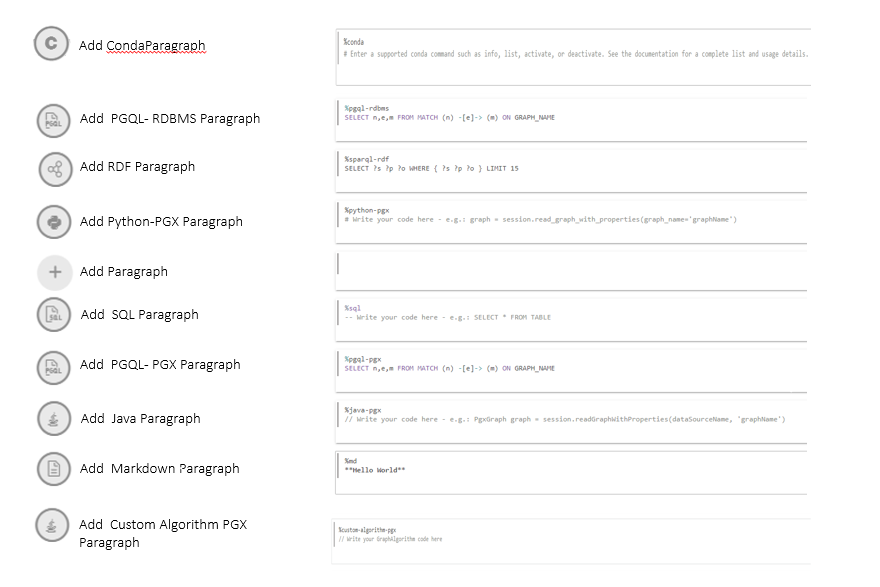 C
Add CondaParagraph
%conda
# Enter a supported conda command such as info, list, activate, or deactivate. See the documentation for a complete list and usage details.
PGQL
Add PGQL- RDBMS Paragraph
%pgql-rdbms
SELECT n,e,m FROM MATCH (n) -[e]-> (m) ON GRAPH_NAME
Add RDF Paragraph
%sparql-rdf
SELECT ?s ?p ?o WHERE { ?s ?p ?o } LIMIT 15
Add Python-PGX Paragraph
%python-pgx
# Write your code here - e.g.: graph = session.read_graph_with_properties(graph_name='graphName')
+
Add Paragraph
SQL
Add SQL Paragraph
%sql
-- Write your code here - e.g.: SELECT * FROM TABLE
PGQL
Add PGQL- PGX Paragraph
%pgql-pgx
SELECT n,e,m FROM MATCH (n) -[e]-> (m) ON GRAPH_NAME
Add Java Paragraph
%java-pgx
// Write your code here - e.g.: PgxGraph graph = session.readGraphWithProperties(dataSourceName, 'graphName')
Add Markdown Paragraph
%md
**Hello World**
Add Custom Algorithm PGX
Paragraph
%custom-algorithm-pgx
// Write your GraphAlgorithm code here